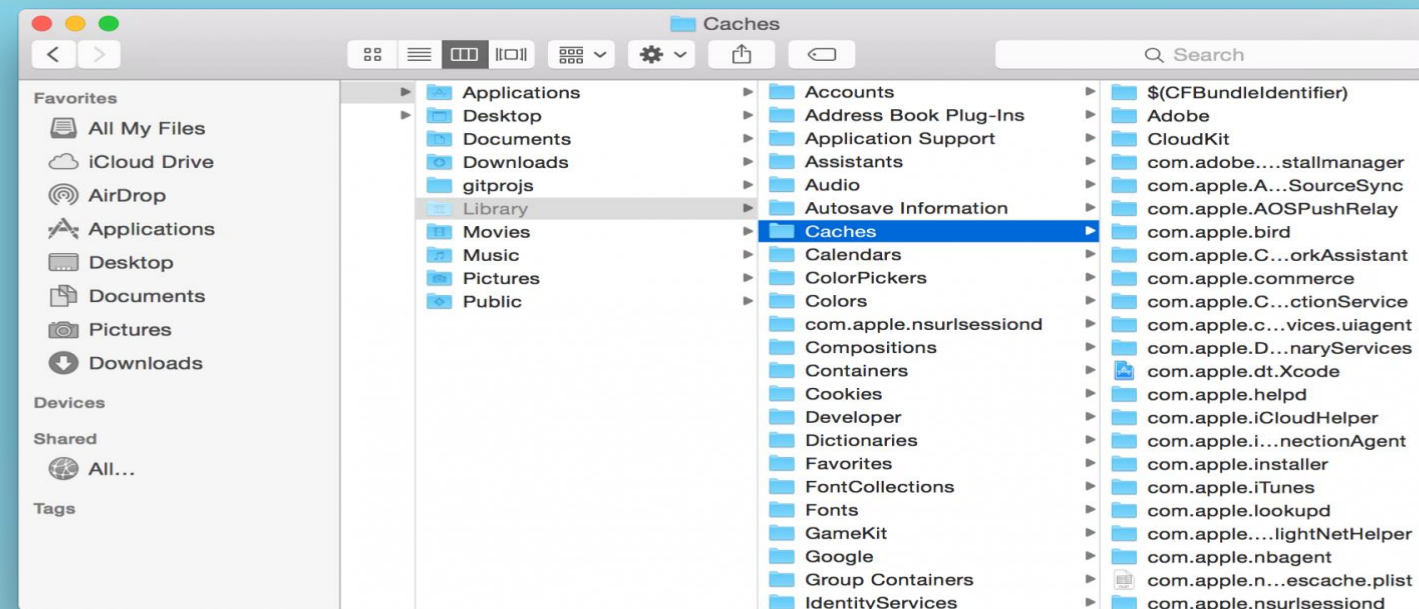 Caches
Search
Favorites
All My Files
iCloud Drive
AirDrop
Applications
Desktop
Documents
Pictures
Downloads
Devices
Shared
All...
Tags
Applications
Desktop
Documents
Downloads
gitprojs
Library
Movies
Music
Pictures
Public
Accounts
Address Book Plug-Ins
Application Support
Assistants
Audio
Autosave Information
Caches
Calendars
ColorPickers
Colors
com.apple.nsurlsessiond
Compositions
Containers
Cookies
Developer
Dictionaries
Favorites
FontCollections
Fonts
GameKit
Google
Group Containers
IdentityServices
$(CFBundleIdentifier)
Adobe
CloudKit
com.adobe....stallmanager
com.apple.A...SourceSync
com.apple.AOSPushRelay
com.apple.bird
com.apple.C...orkAssistant
com.apple.commerce
com.apple.C...ctionService
com.apple.c...vices.uiagent
com.apple.D...naryServices
com.apple.dt.Xcode
com.apple.helpd
com.apple.iCloudHelper
com.apple.i...nectionAgent
com.apple.installer
com.apple.iTunes
com.apple.lookupd
com.apple....lightNetHelper
com.apple.nbagent
com.apple.n...escache.plist
com.apple.nsurlsessiond